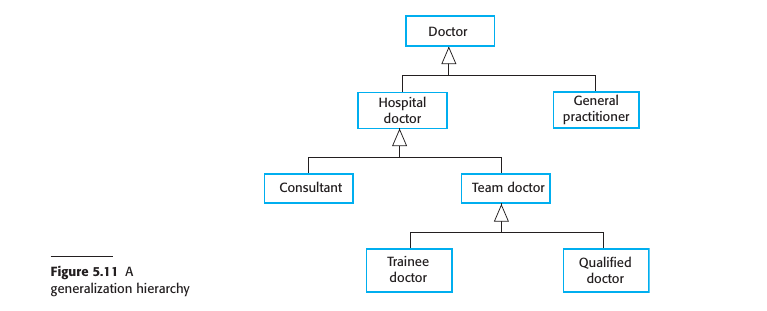 Doctor
Hospital
doctor
General
practitioner
Consultant
Team doctor
Trainee
doctor
Qualified
doctor
Figure 5.11 A
generalization hierarchy